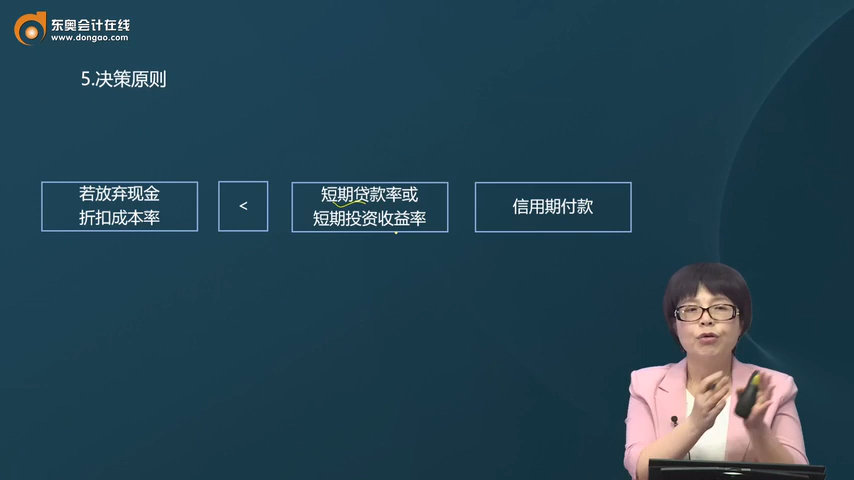 东奥会计在线
www.dongao.com
5.决策原则
若放弃现金
折扣成本率
<
短期贷款率或
短期投资收益率
信用期付款